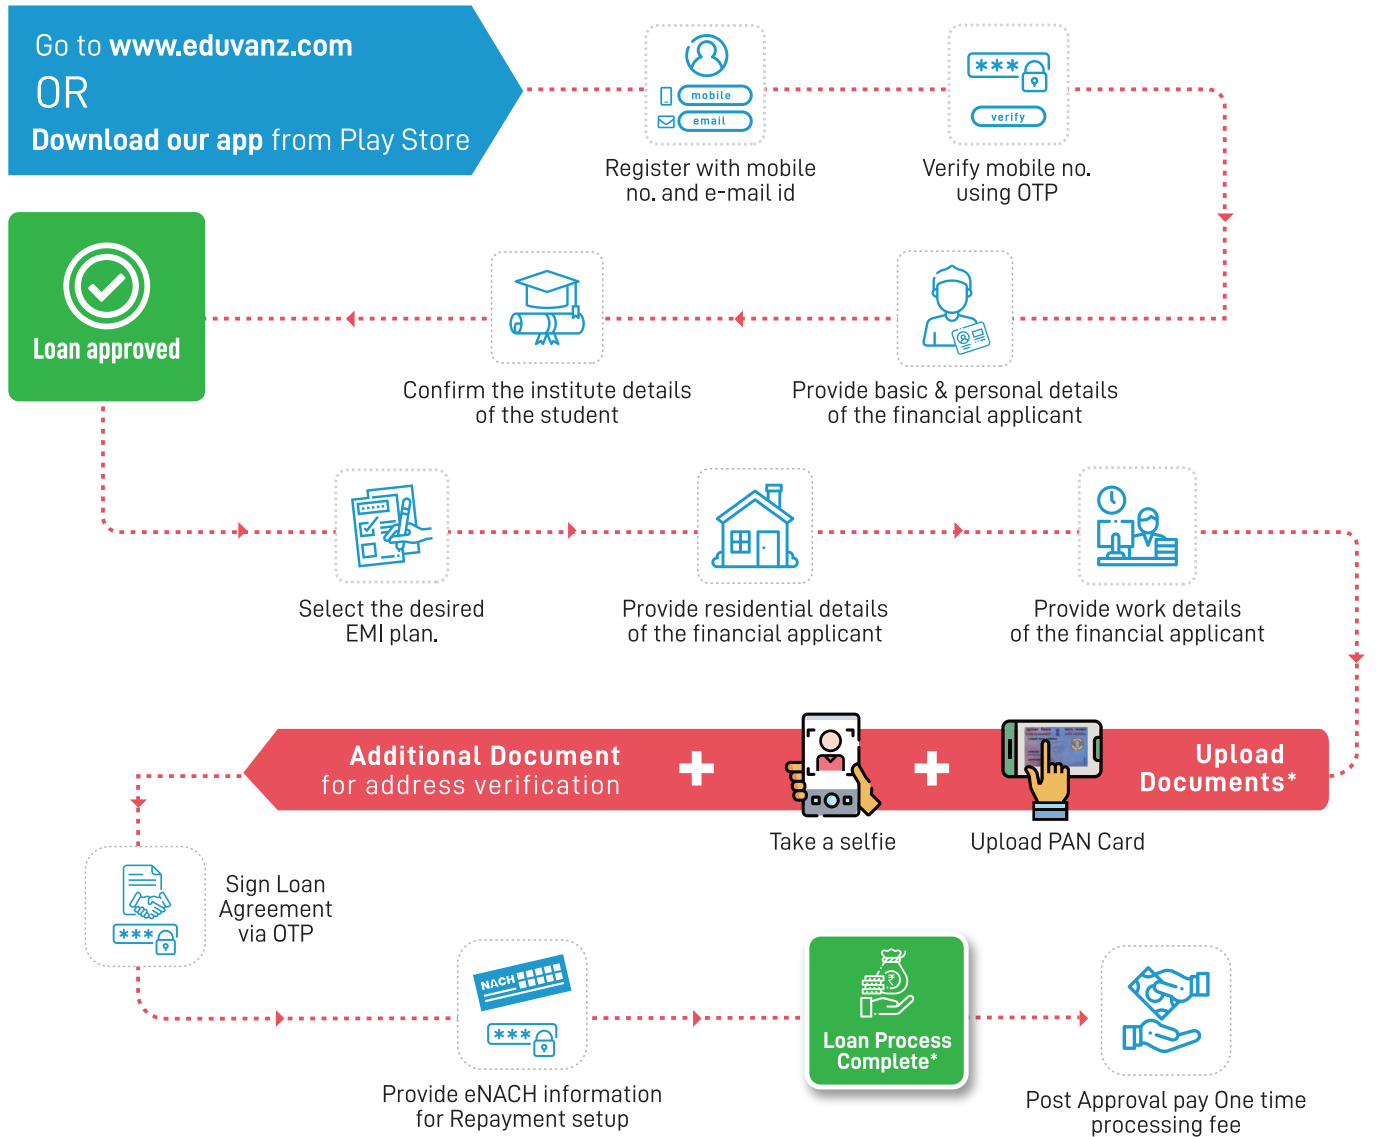 Go to www.eduvanz.com
OR
Download our app from Play Store
mobile
email
Register with mobile
no. and e-mail id
***
verify
Verify mobile no.
using OTP
Loan approved
Confirm the institute details
of the student
Provide basic & personal details
of the financial applicant
Select the desired
EMI plan.
Provide residential details
of the financial applicant
Provide work details
of the financial applicant
Upload
Documents*
Upload PAN Card
Take a selfie
Additional Document
for address verification
***
Sign Loan
Agreement
via OTP
NACH
***
Provide eNACH information
for Repayment setup
₹
Loan Process
Complete*
Post Approval pay One time
processing fee